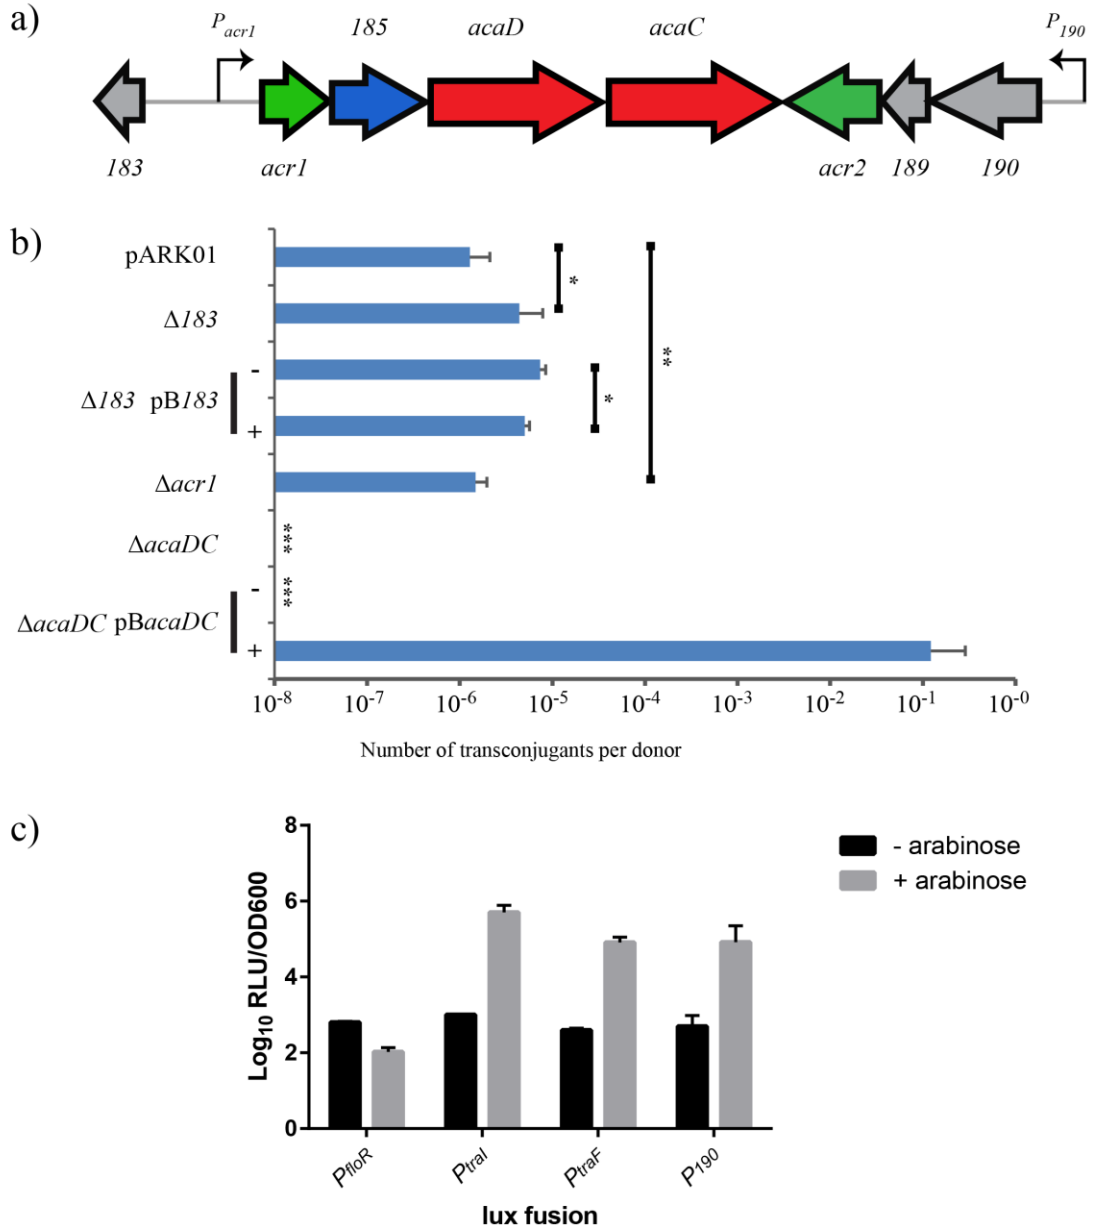 a)
P_acr1 185 acaD acaC P_190
183 acr1 acr2 189 190
b)
pARK01
*
Δ183
**
-
Δ183 pB183
*
+
Δacr1
ΔacaDC
***
-
***
ΔacaDC pBacaDC
+
10^-8 10^-7 10^-6 10^-5 10^-4 10^-3 10^-2 10^-1 10^-0
Number of transconjugants per donor
c)
8
6
4
2
0
Log10 RLU/OD600
- arabinose
+ arabinose
PfloR PtraI PtraF P190
lux fusion